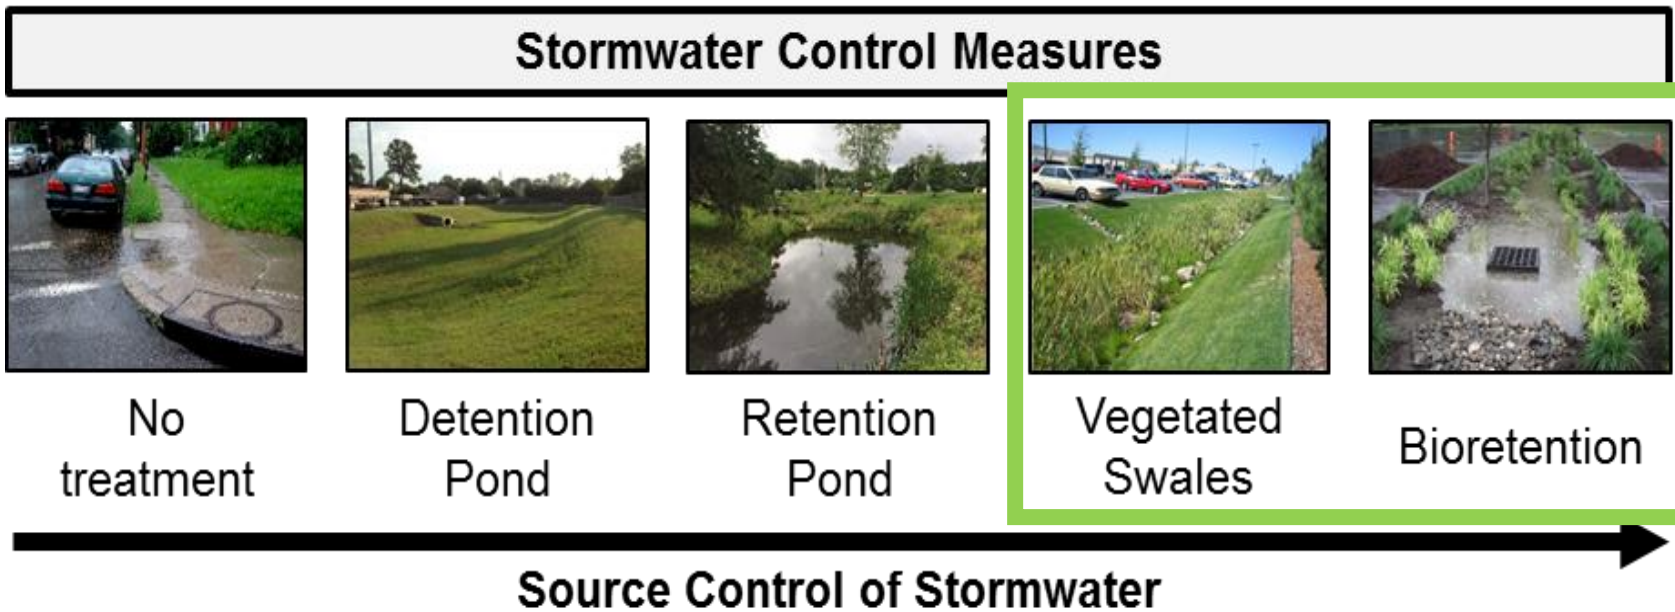 Stormwater Control Measures
No
treatment
Detention
Pond
Retention
Pond
Vegetated
Swales
Bioretention
Source Control of Stormwater